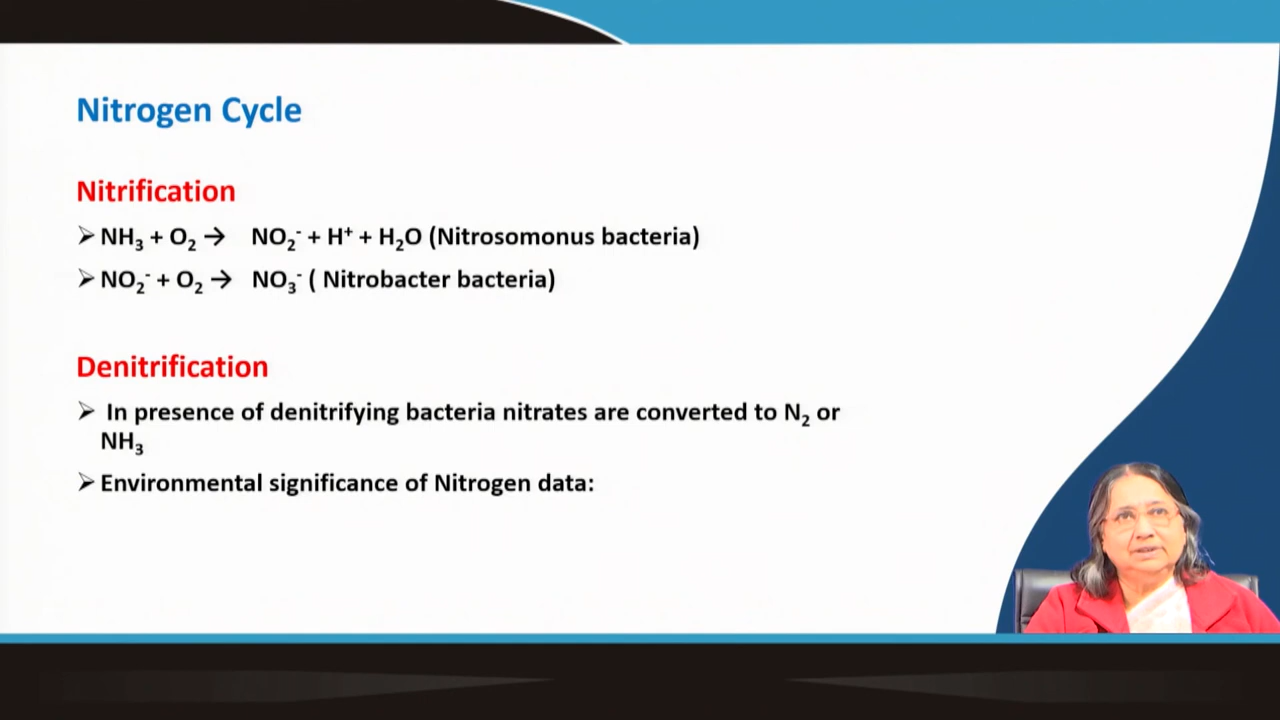 Nitrogen Cycle
Nitrification
➢ NH₃ + O₂ → NO₂⁻ + H⁺ + H₂O (Nitrosomonus bacteria)
➢ NO₂⁻ + O₂ → NO₃⁻ ( Nitrobacter bacteria)
Denitrification
➢ In presence of denitrifying bacteria nitrates are converted to N₂ or
NH₃
➢ Environmental significance of Nitrogen data: